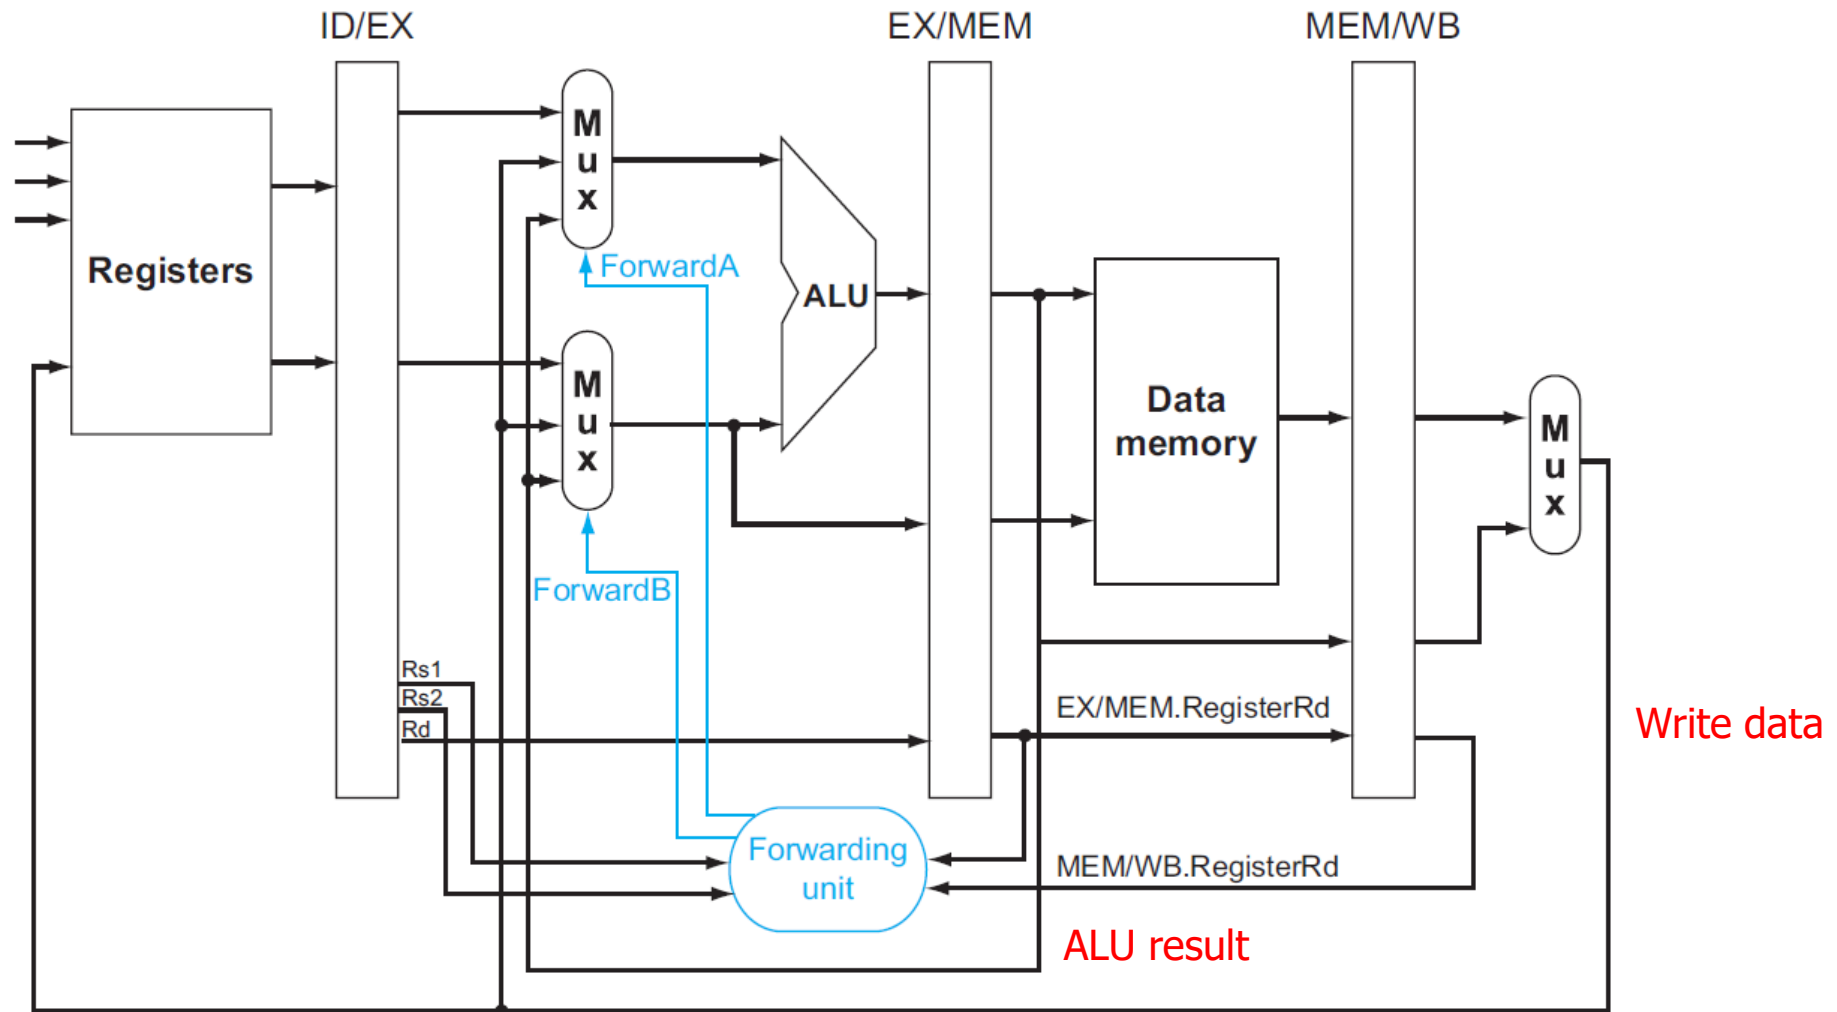 ID/EX
EX/MEM
MEM/WB
M
u
x
Registers
ForwardA
ALU
M
u
x
Data
memory
M
u
x
ForwardB
Rs1
Rs2
Rd
EX/MEM.RegisterRd
Write data
Forwarding
unit
MEM/WB.RegisterRd
ALU result